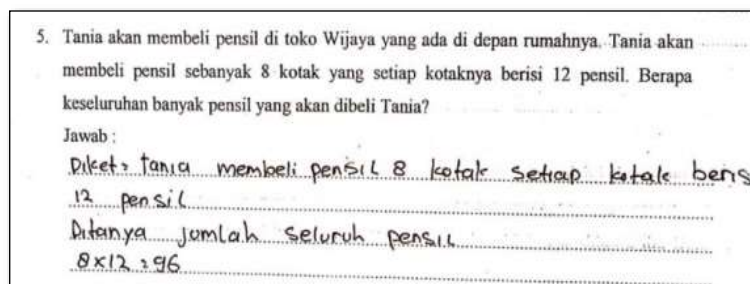 5. Tania akan membeli pensil di toko Wijaya yang ada di depan rumahnya. Tania akan
membeli pensil sebanyak 8 kotak yang setiap kotaknya berisi 12 pensil. Berapa
keseluruhan banyak pensil yang akan dibeli Tania?
Jawab :
Diket : Tania membeli pensil 8 kotak setiap kotak beris
12 pensil
Ditanya jumlah seluruh pensil
8 x 12 = 96